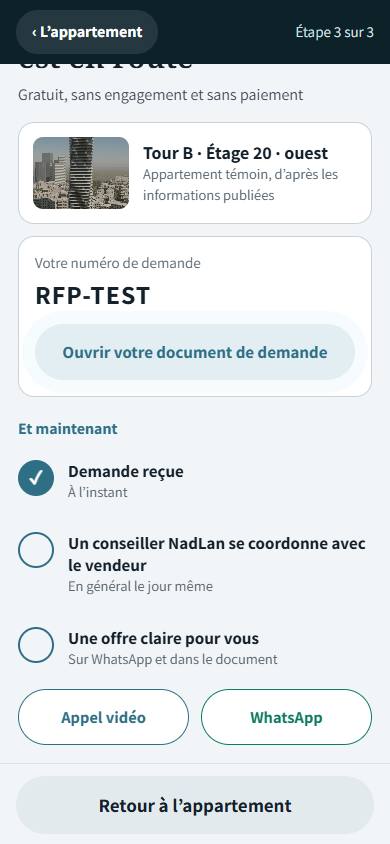 ‹ L’appartement
Étape 3 sur 3
est en route
Gratuit, sans engagement et sans paiement
Tour B · Étage 20 · ouest
Appartement témoin, d’après les
informations publiées
Votre numéro de demande
RFP-TEST
Ouvrir votre document de demande
Et maintenant
Demande reçue
À l’instant
Un conseiller NadLan se coordonne avec
le vendeur
En général le jour même
Une offre claire pour vous
Sur WhatsApp et dans le document
Appel vidéo
WhatsApp
Retour à l’appartement